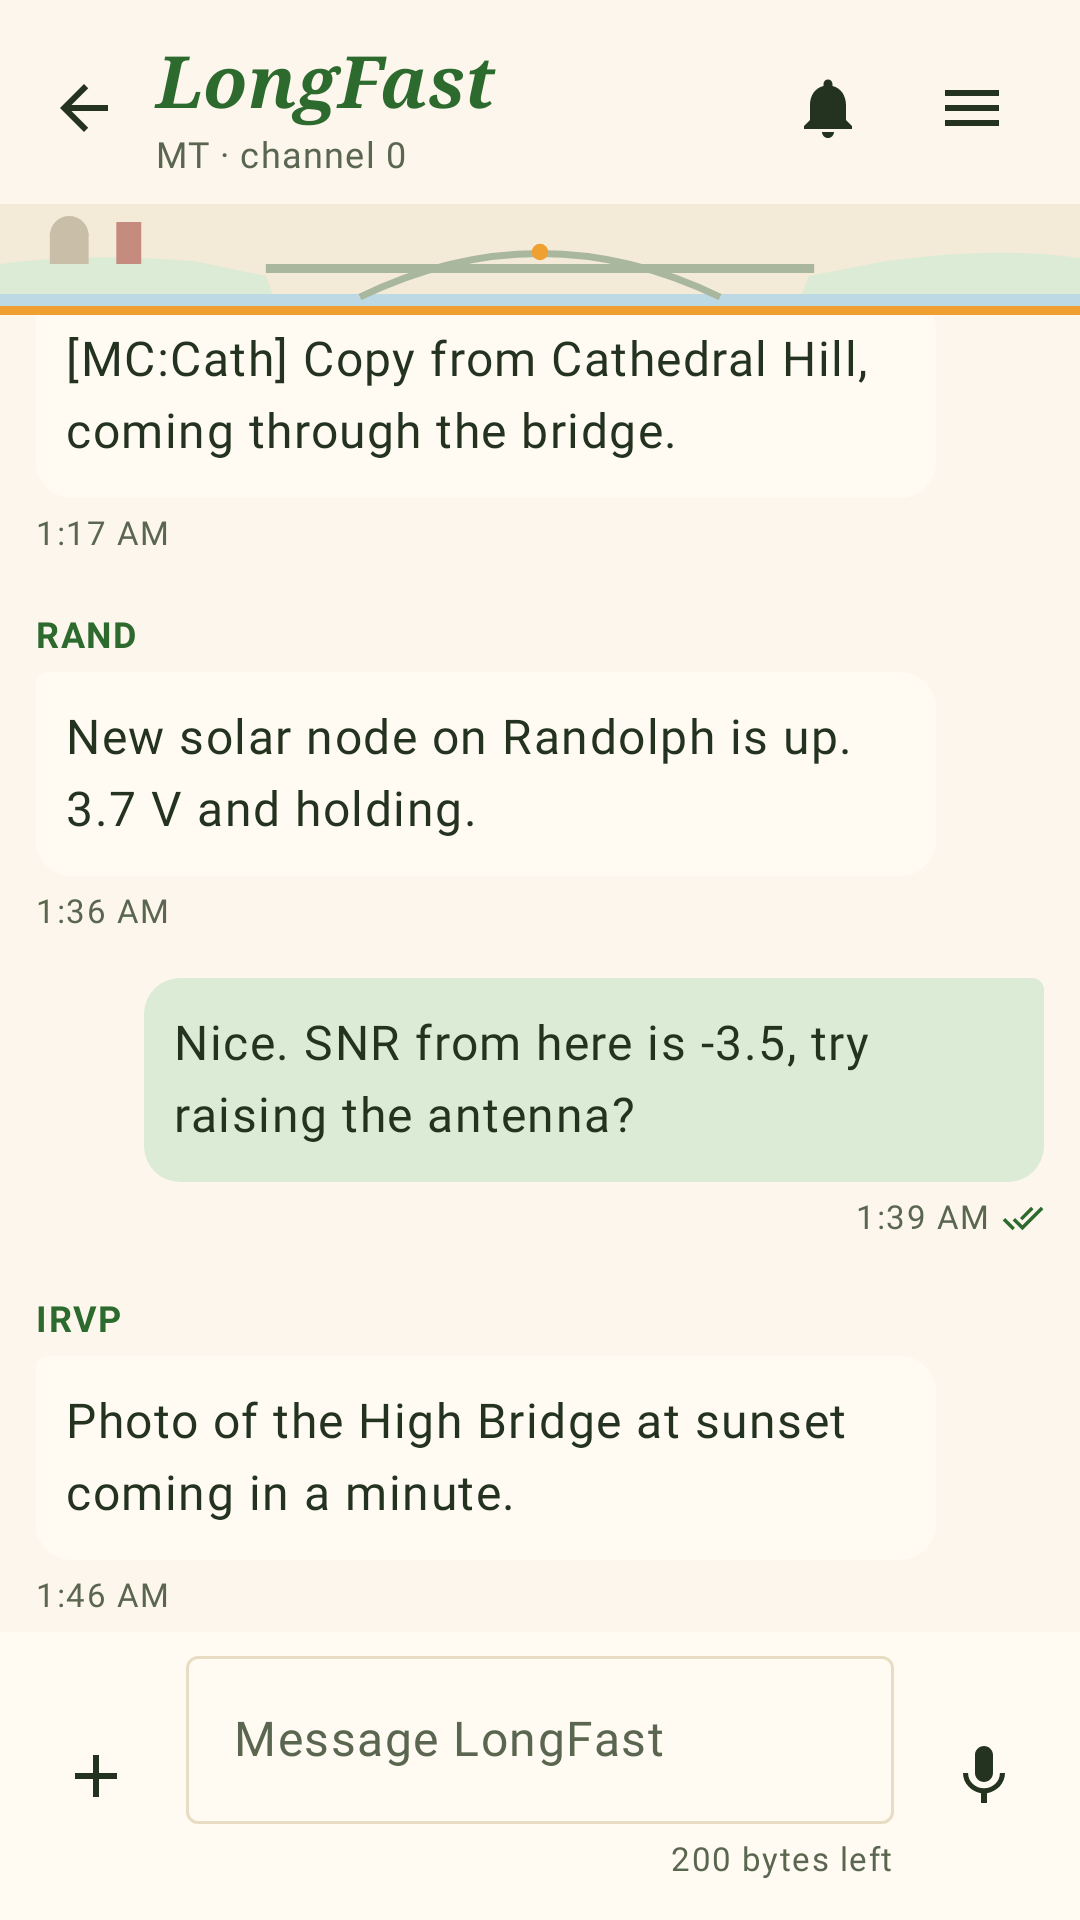 LongFast
MT · channel 0
[MC:Cath] Copy from Cathedral Hill,
coming through the bridge.
1:17 AM
RAND
New solar node on Randolph is up.
3.7 V and holding.
1:36 AM
Nice. SNR from here is -3.5, try
raising the antenna?
1:39 AM
IRVP
Photo of the High Bridge at sunset
coming in a minute.
1:46 AM
Message LongFast
200 bytes left